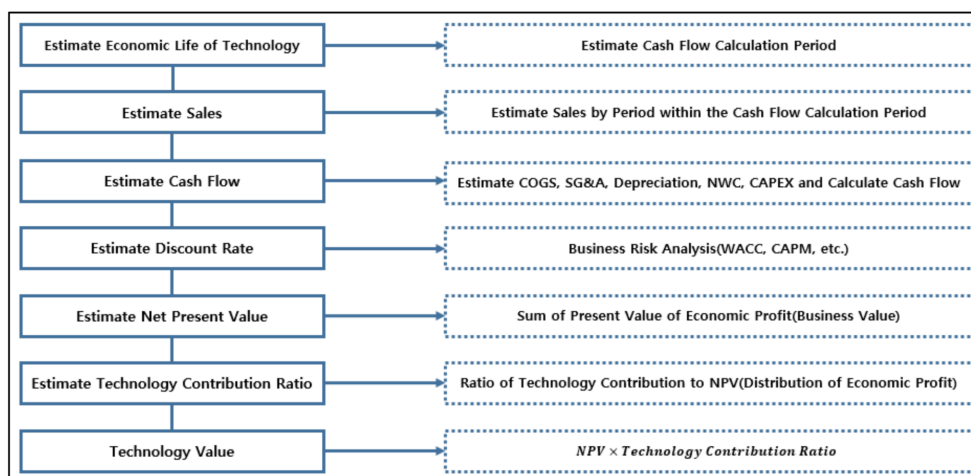 Estimate Economic Life of Technology
Estimate Cash Flow Calculation Period
Estimate Sales
Estimate Sales by Period within the Cash Flow Calculation Period
Estimate Cash Flow
Estimate COGS, SG&A, Depreciation, NWC, CAPEX and Calculate Cash Flow
Estimate Discount Rate
Business Risk Analysis(WACC, CAPM, etc.)
Estimate Net Present Value
Sum of Present Value of Economic Profit(Business Value)
Estimate Technology Contribution Ratio
Ratio of Technology Contribution to NPV(Distribution of Economic Profit)
Technology Value
NPV × Technology Contribution Ratio